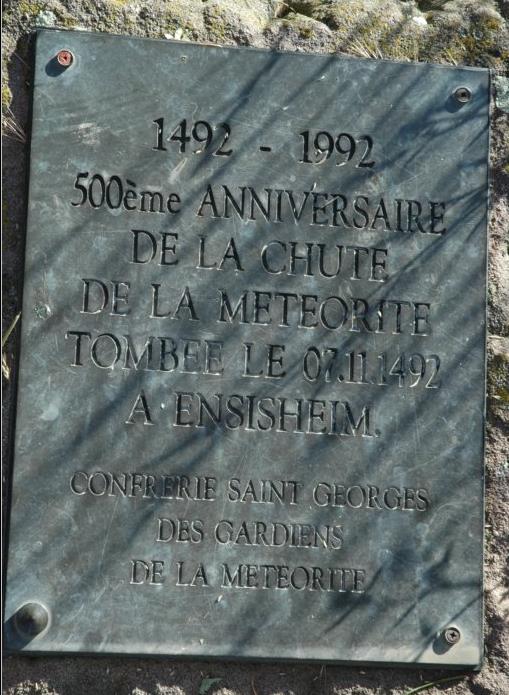 1492 - 1992
500ème ANNIVERSAIRE
DE LA CHUTE
DE LA METEORITE
TOMBEE LE 07.11.1492
A ENSISHEIM.
CONFRERIE SAINT GEORGES
DES GARDIENS
DE LA METEORITE